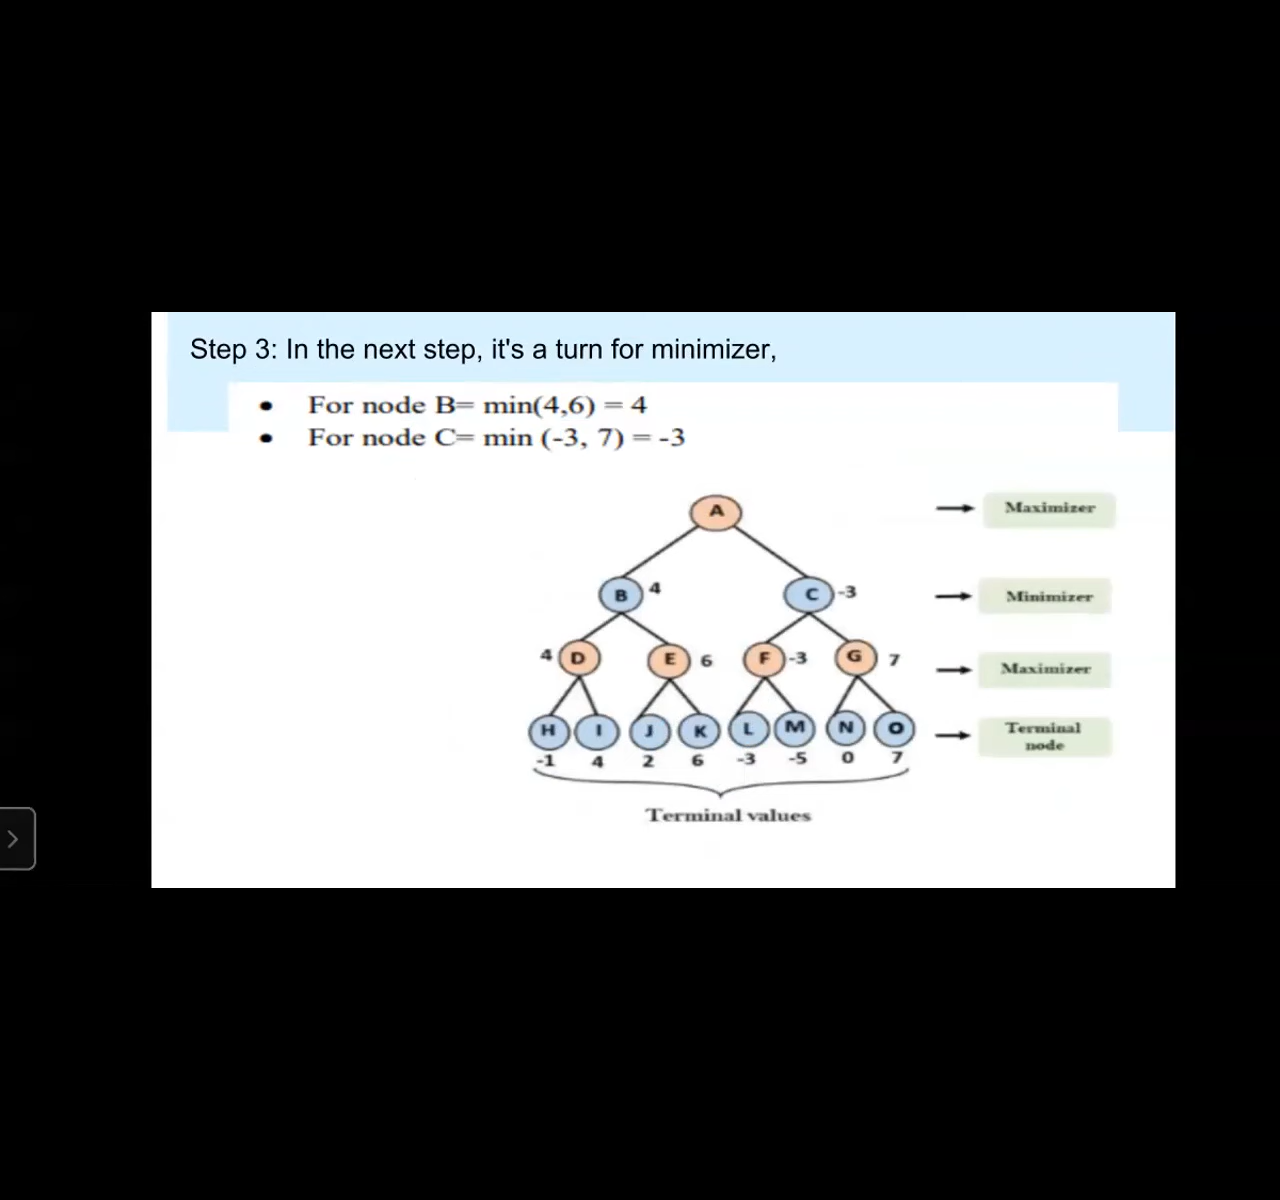 Step 3: In the next step, it's a turn for minimizer,
• For node B= min(4,6) = 4
• For node C= min (-3, 7) = -3
A
Maximizer
B 4 C -3
Minimizer
4 D E 6 F -3 G 7
Maximizer
H I J K L M N O
Terminal
node
-1 4 2 6 -3 -5 0 7
Terminal values